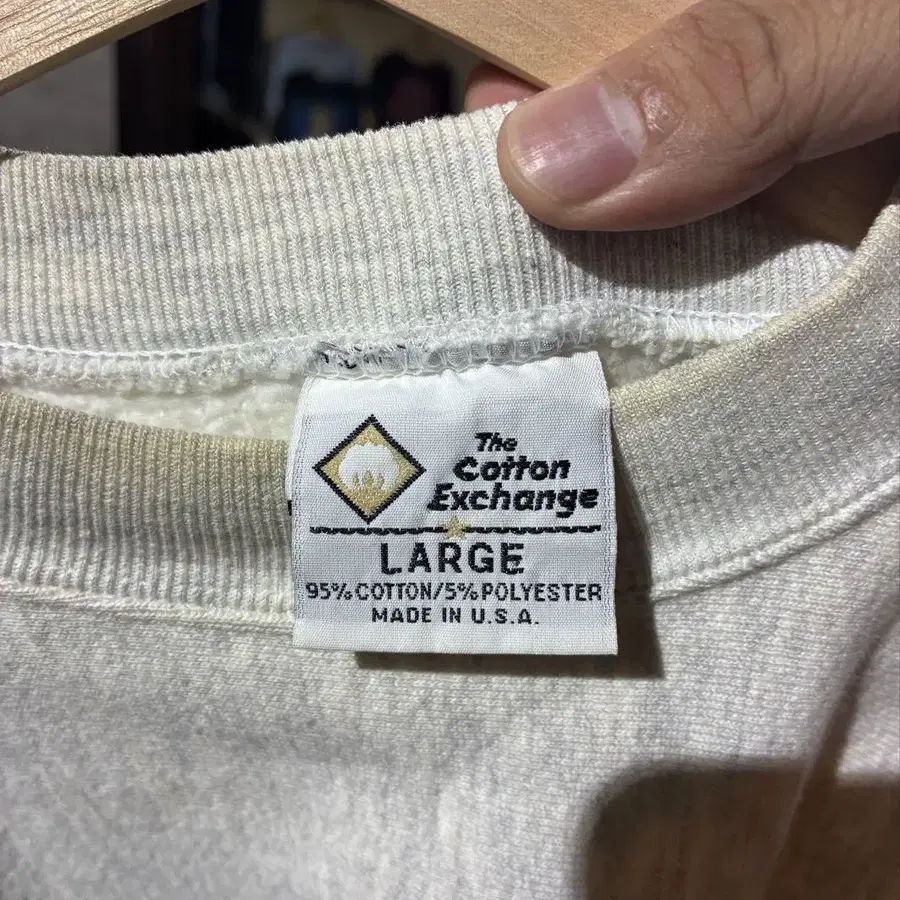 The
Cotton
Exchange
LARGE
95% COTTON/5% POLYESTER
MADE IN U.S.A.